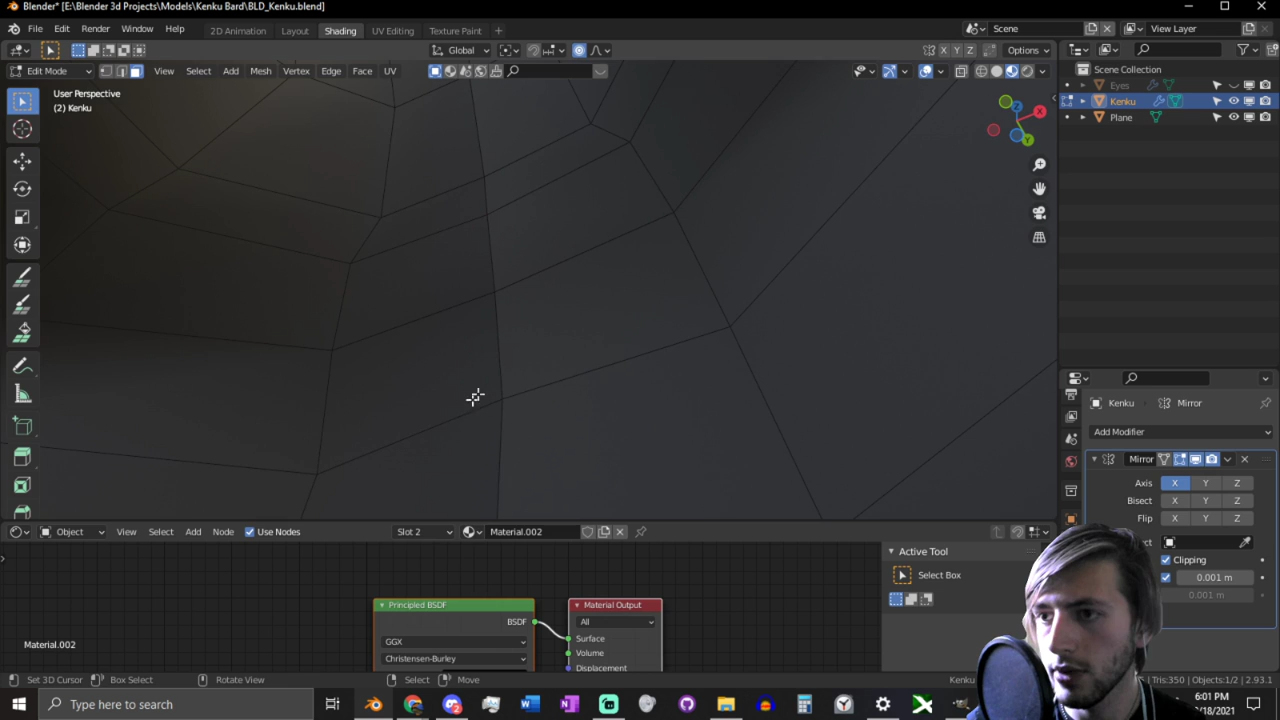 Blender* [E:\Blender 3d Projects\Models\Kenku Bard\BLD_Kenku.blend]
File Edit Render Window Help 2D Animation Layout Shading UV Editing Texture Paint + Scene View Layer
Global Options
X Y Z
Edit Mode View Select Add Mesh Vertex Edge Face UV
User Perspective
(2) Kenku
X
Z
Y
Scene Collection
Eyes
Kenku
Plane
Kenku Mirror
Add Modifier
Mirror
Axis X Y Z
Bisect X Y Z
Flip X Y Z
Clipping
0.001 m
0.001 m
Object View Select Add Node Use Nodes Slot 2 Material.002
Active Tool
Select Box
Principled BSDF
BSDF
GGX
Christensen-Burley
Material Output
All
Surface
Volume
Displacement
Material.002
Set 3D Cursor Box Select Rotate View Select Move Kenku Tris:350 | Objects:1/2 | 2.93.1
Type here to search
6:01 PM
/18/2021